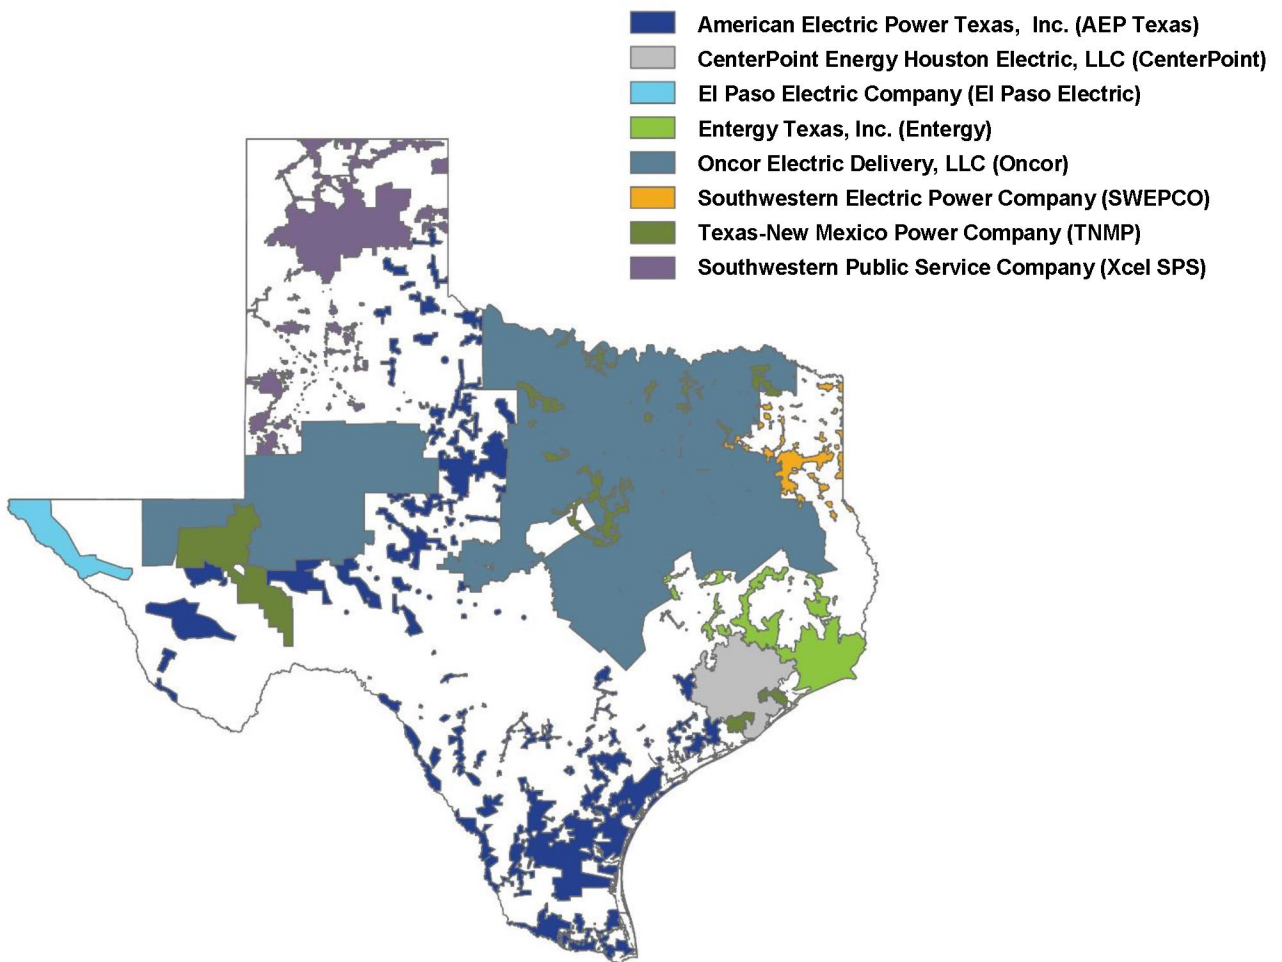 American Electric Power Texas, Inc. (AEP Texas)
CenterPoint Energy Houston Electric, LLC (CenterPoint)
El Paso Electric Company (El Paso Electric)
Entergy Texas, Inc. (Entergy)
Oncor Electric Delivery, LLC (Oncor)
Southwestern Electric Power Company (SWEPCO)
Texas-New Mexico Power Company (TNMP)
Southwestern Public Service Company (Xcel SPS)